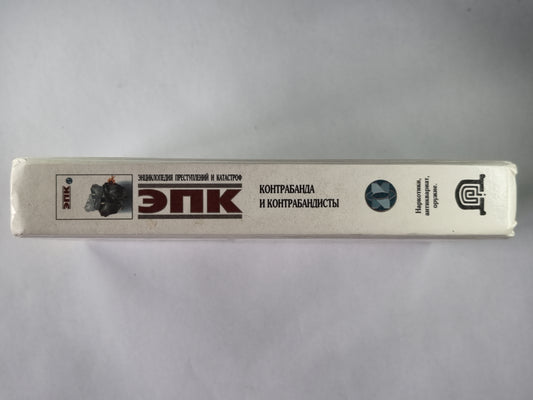 ЭПК
ЭНЦИКЛОПЕДИЯ ПРЕСТУПЛЕНИЙ И КАТАСТРОФ
ЭПК
КОНТРАБАНДА
И КОНТРАБАНДИСТЫ
Наркотики,
антиквариат,
оружие.